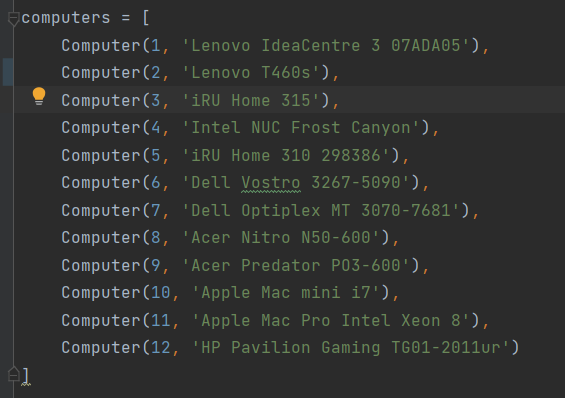 computers = [
    Computer(1, 'Lenovo IdeaCentre 3 07ADA05'),
    Computer(2, 'Lenovo T460s'),
    Computer(3, 'iRU Home 315'),
    Computer(4, 'Intel NUC Frost Canyon'),
    Computer(5, 'iRU Home 310 298386'),
    Computer(6, 'Dell Vostro 3267-5090'),
    Computer(7, 'Dell Optiplex MT 3070-7681'),
    Computer(8, 'Acer Nitro N50-600'),
    Computer(9, 'Acer Predator PO3-600'),
    Computer(10, 'Apple Mac mini i7'),
    Computer(11, 'Apple Mac Pro Intel Xeon 8'),
    Computer(12, 'HP Pavilion Gaming TG01-2011ur')
]